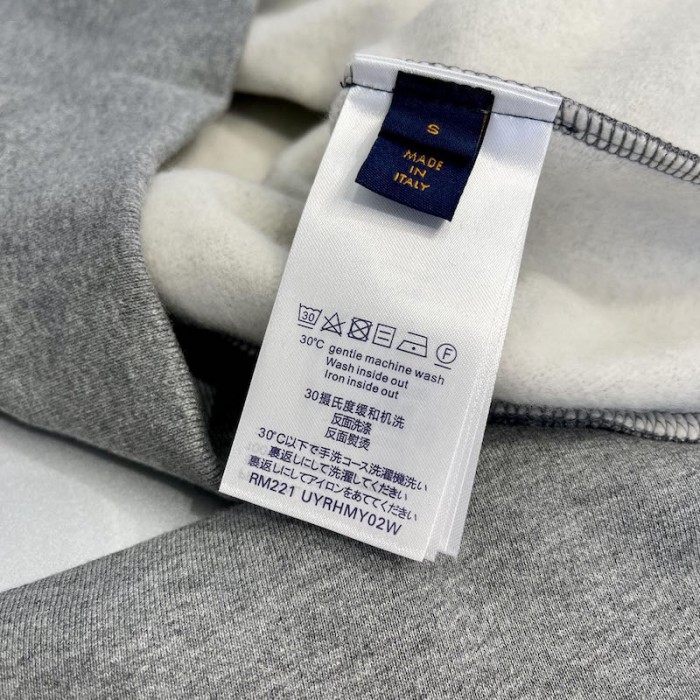 S
MADE
IN
ITALY
30
F
30°C gentle machine wash
Wash inside out
Iron inside out
30摄氏度缓和机洗
反面洗涤
反面熨烫
30℃以下で手洗コース洗濯機洗い
裏返しにして洗濯してください
裏返しにしてアイロンをあててください
RM221 UYRHMY02W